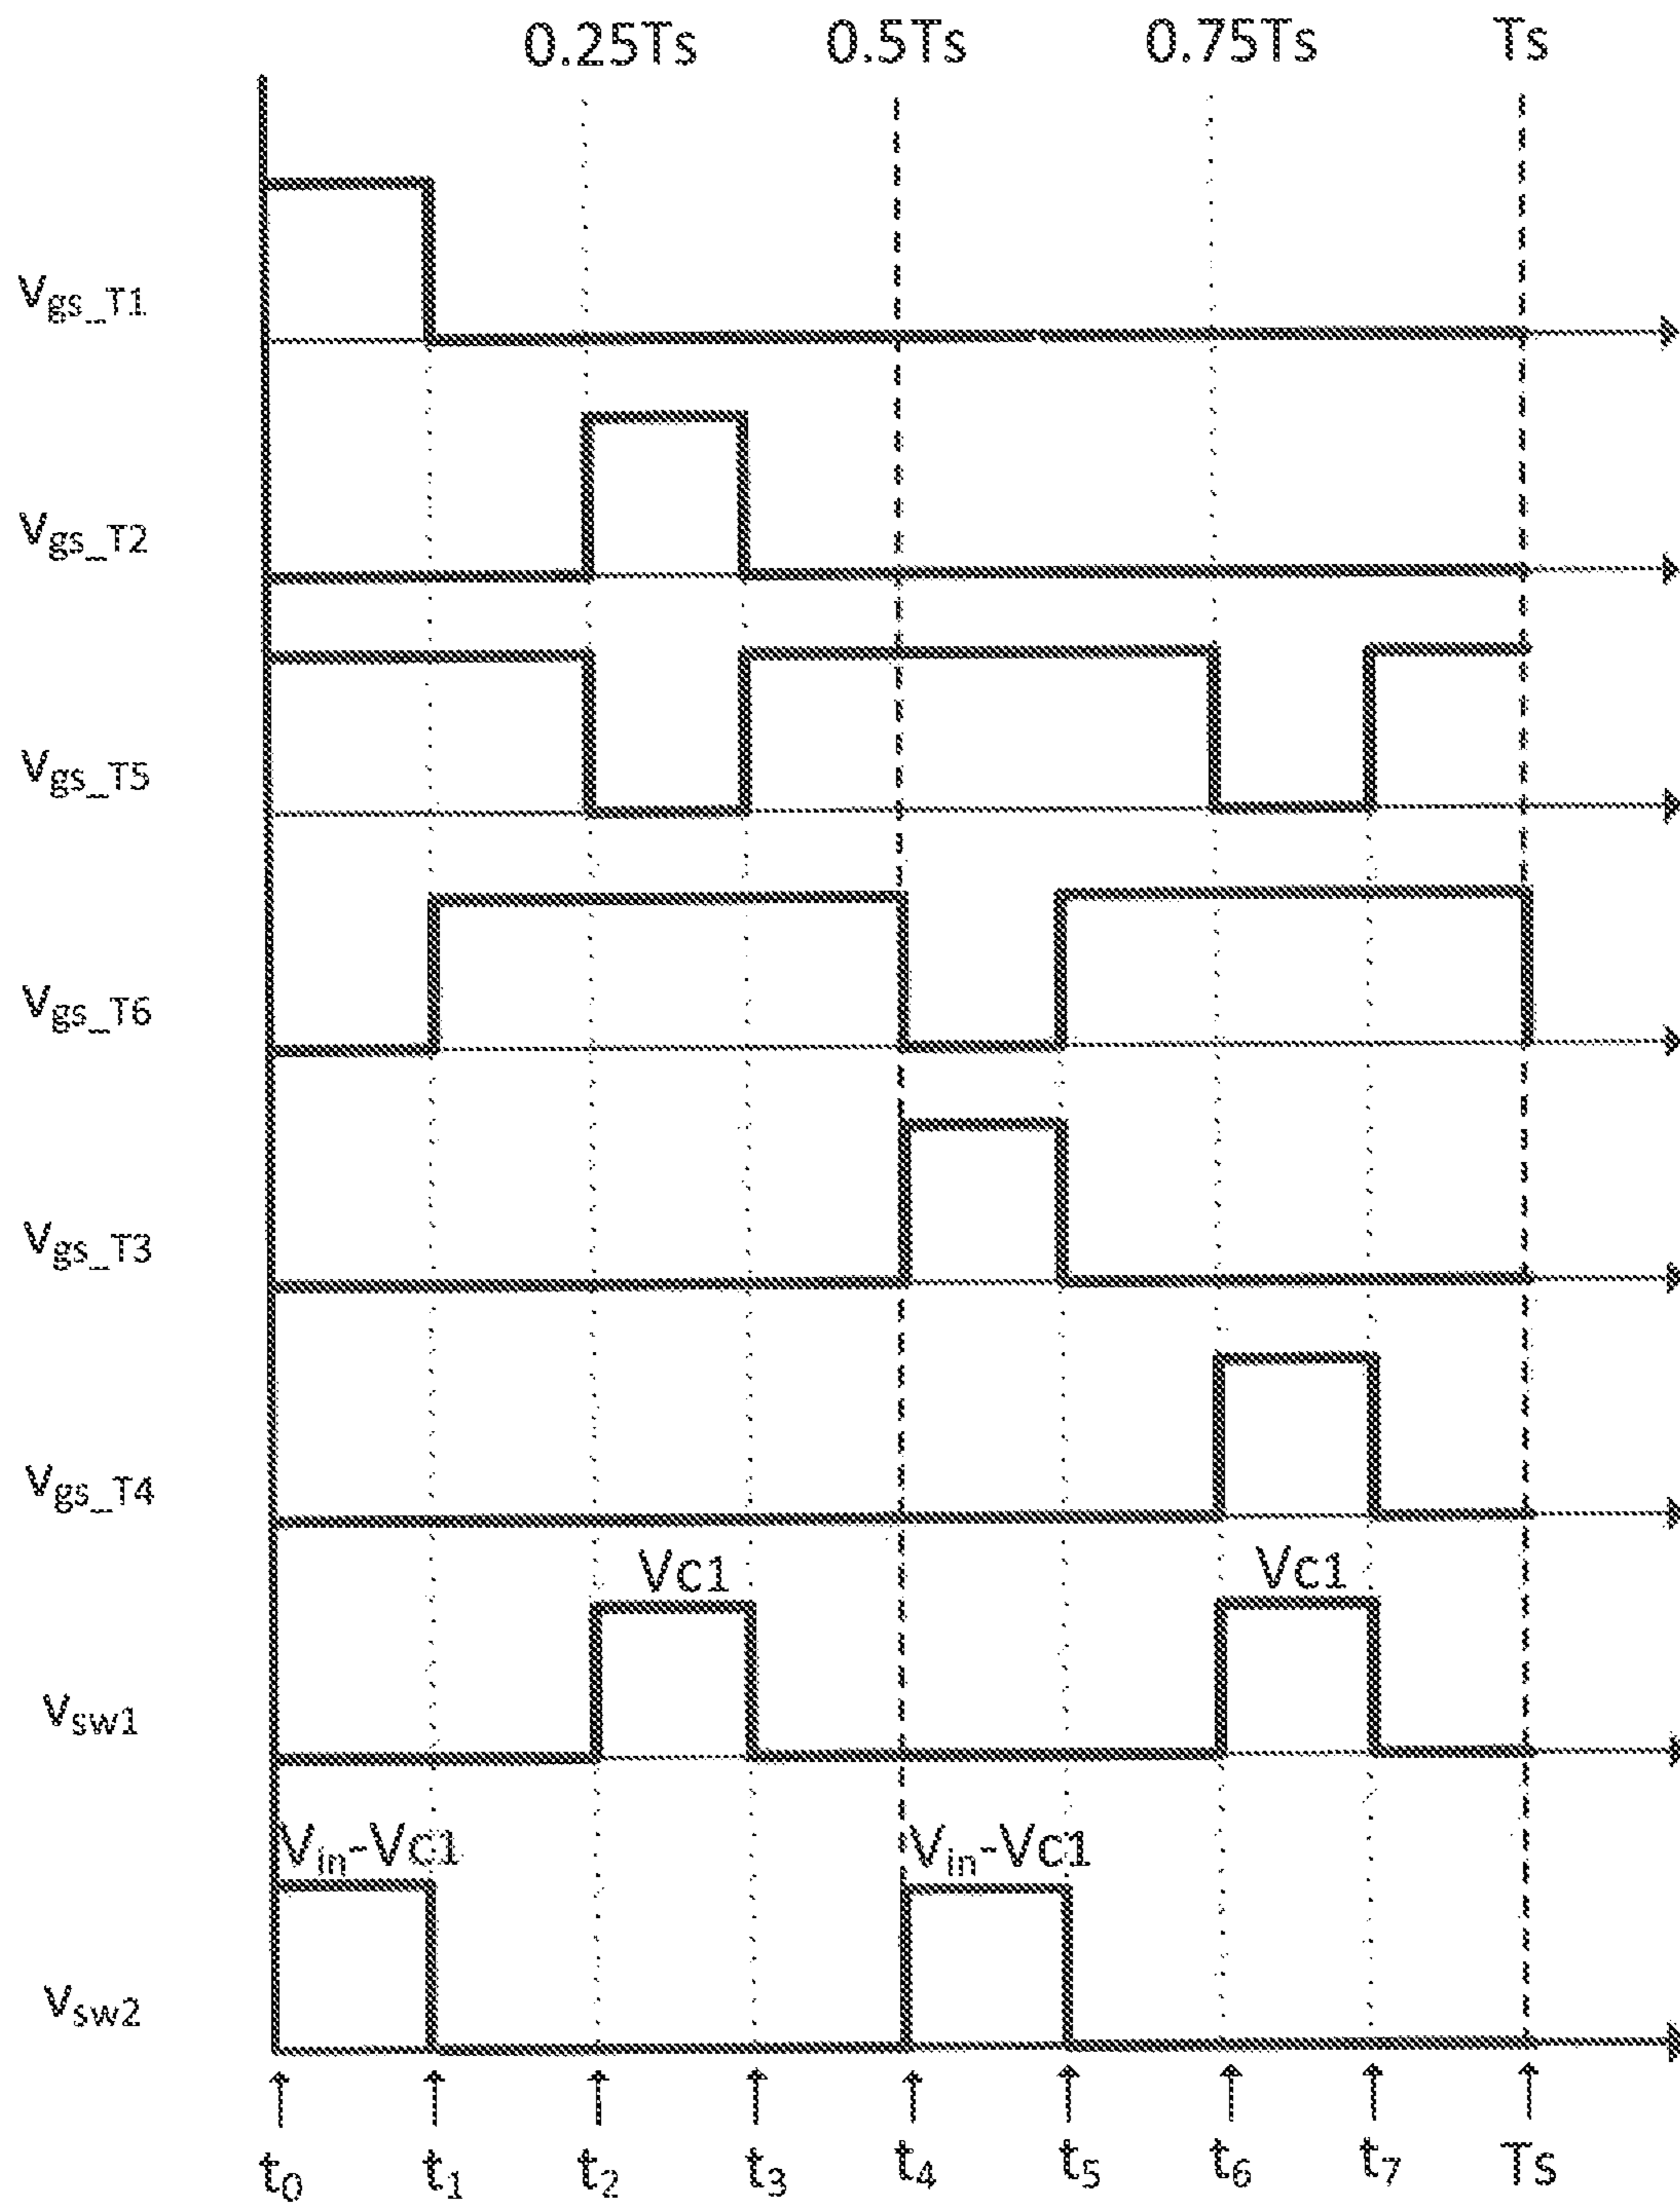 0.25Ts 0.5Ts 0.75Ts Ts
Vgs_T1
Vgs_T2
Vgs_T5
Vgs_T6
Vgs_T3
Vgs_T4
Vc1 Vc1
Vsw1
Vin-Vc1 Vin-Vc1
Vsw2
t0 t1 t2 t3 t4 t5 t6 t7 Ts